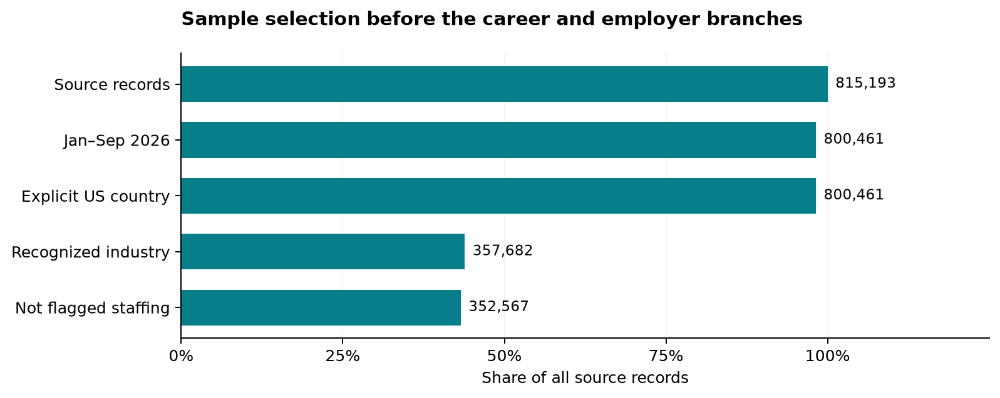 Sample selection before the career and employer branches
Source records 815,193
Jan–Sep 2026 800,461
Explicit US country 800,461
Recognized industry 357,682
Not flagged staffing 352,567
0% 25% 50% 75% 100%
Share of all source records